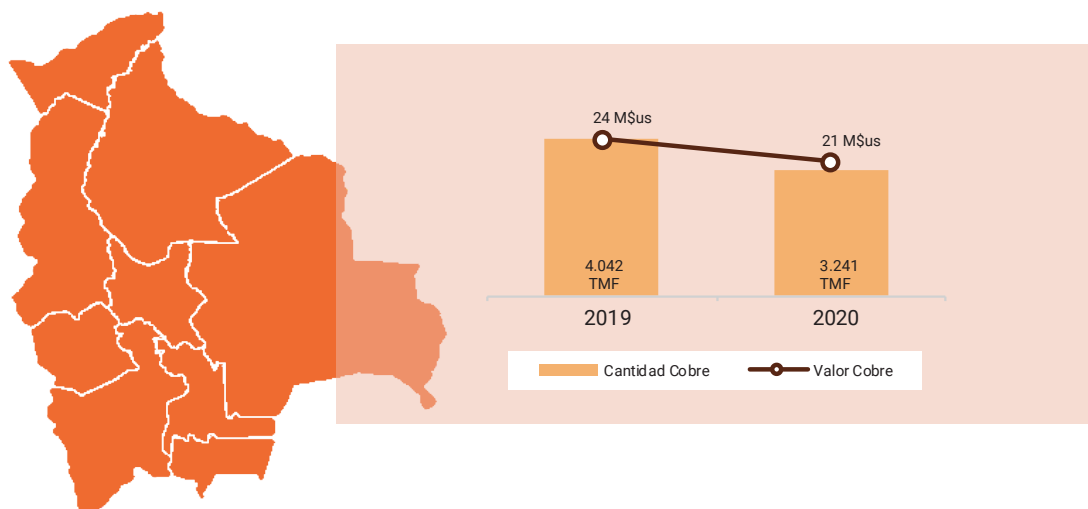 24 M$us
21 M$us
4.042
TMF
3.241
TMF
2019
2020
Cantidad Cobre
Valor Cobre